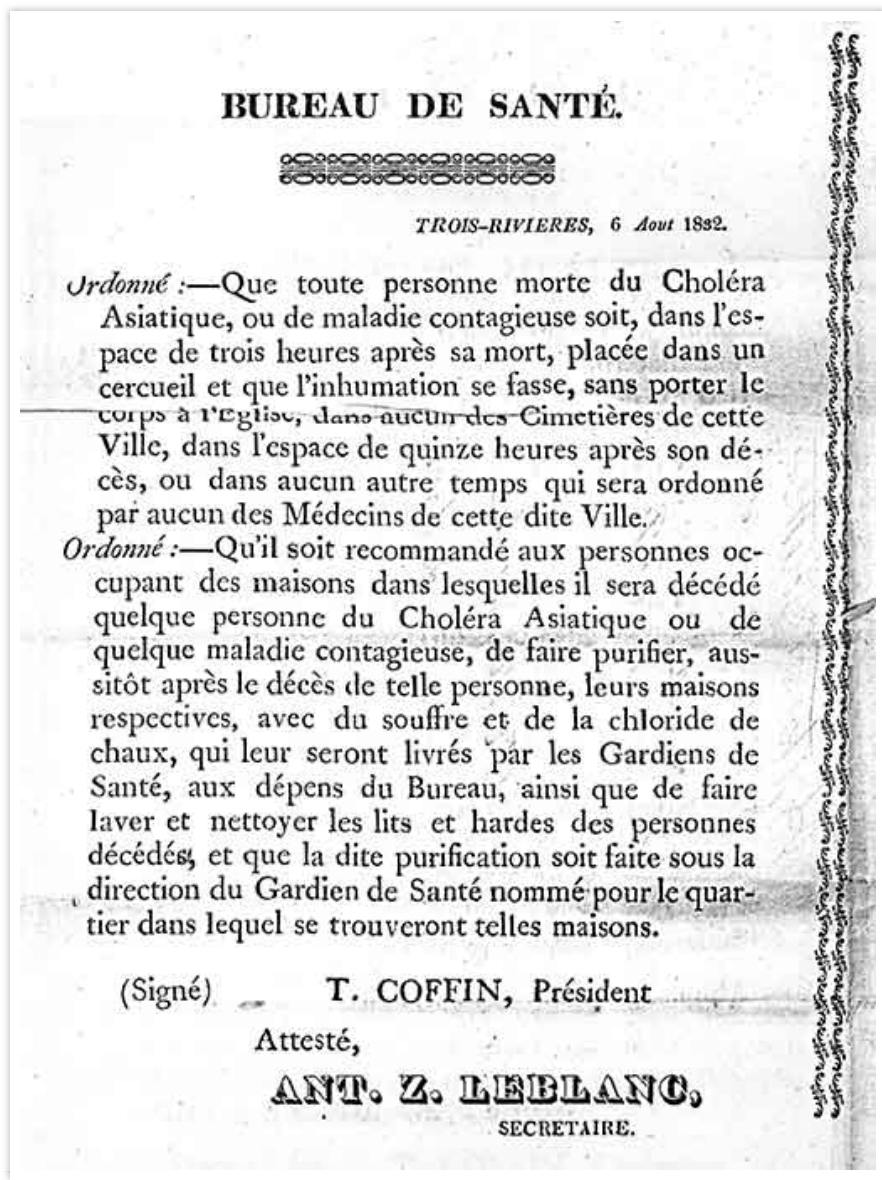 BUREAU DE SANTÉ.
TROIS-RIVIERES, 6 Aout 1832.
Ordonné :—Que toute personne morte du Choléra
Asiatique, ou de maladie contagieuse soit, dans l'es-
pace de trois heures après sa mort, placée dans un
cercueil et que l'inhumation se fasse, sans porter le
corps à l'Eglise, dans aucun des Cimetières de cette
Ville, dans l'espace de quinze heures après son dé-
cès, ou dans aucun autre temps qui sera ordonné
par aucun des Médecins de cette dite Ville.
Ordonné :—Qu'il soit recommandé aux personnes oc-
cupant des maisons dans lesquelles il sera décédé
quelque personne du Choléra Asiatique ou de
quelque maladie contagieuse, de faire purifier, aus-
sitôt après le décès de telle personne, leurs maisons
respectives, avec du souffre et de la chloride de
chaux, qui leur seront livrés par les Gardiens de
Santé, aux dépens du Bureau, ainsi que de faire
laver et nettoyer les lits et hardes des personnes
décédés, et que la dite purification soit faite sous la
direction du Gardien de Santé nommé pour le quar-
tier dans lequel se trouveront telles maisons.
(Signé) T. COFFIN, Président
Attesté,
ANT. Z. LEBLANC,
SECRETAIRE.